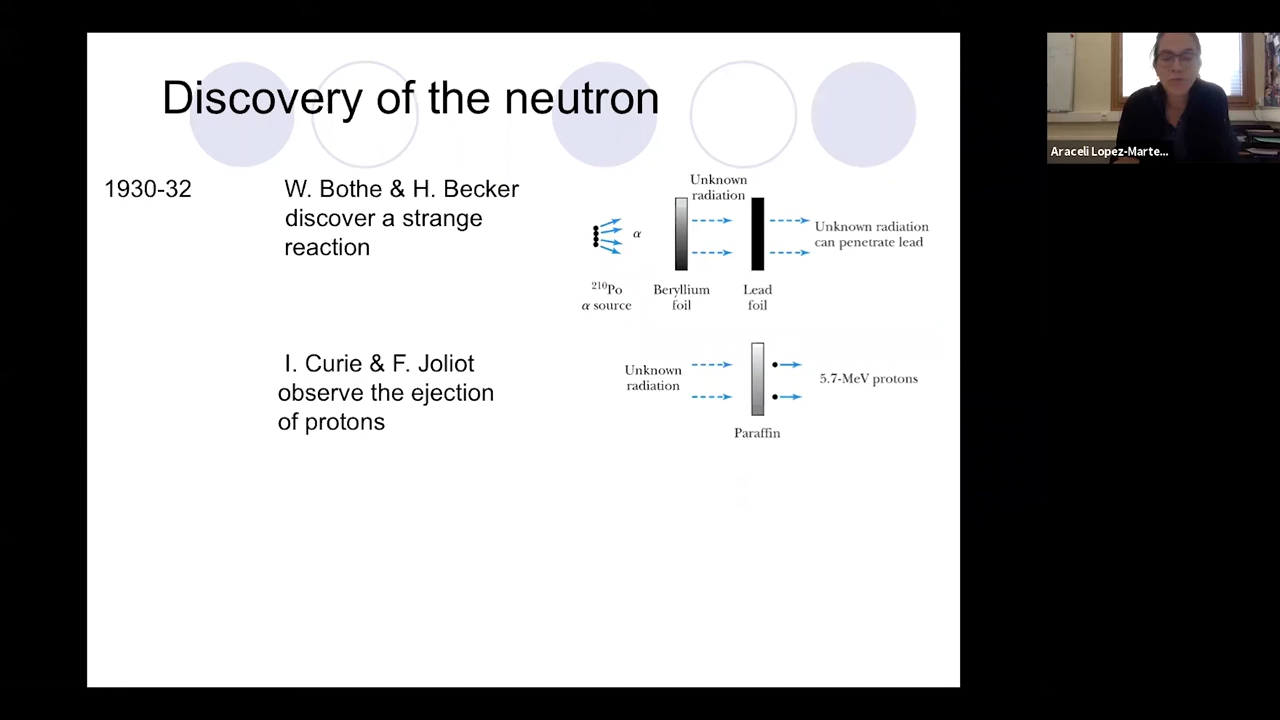 Discovery of the neutron
1930-32
W. Bothe & H. Becker
discover a strange
reaction
Unknown
radiation
α
Unknown radiation
can penetrate lead
210Po
α source
Beryllium
foil
Lead
foil
I. Curie & F. Joliot
observe the ejection
of protons
Unknown
radiation
5.7-MeV protons
Paraffin
Araceli Lopez-Marte...